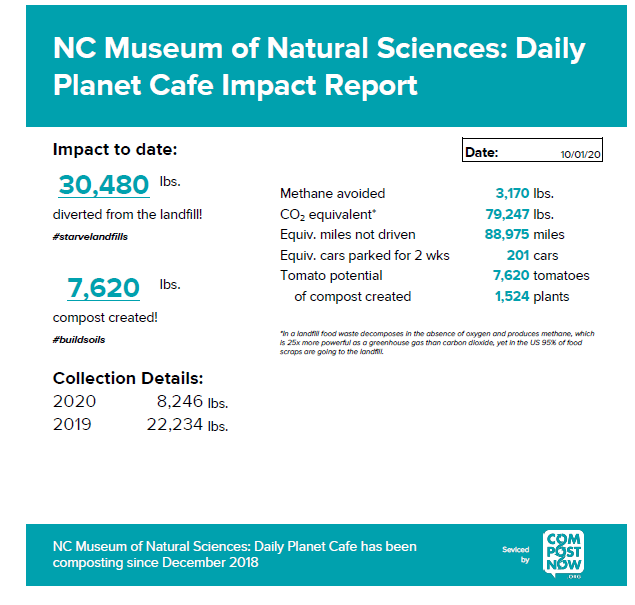 NC Museum of Natural Sciences: Daily
Planet Cafe Impact Report
Impact to date:
30,480 lbs.
diverted from the landfill!
#starvelandfills
7,620 lbs.
compost created!
#buildsoils
Date: 10/01/20
Methane avoided 3,170 lbs.
CO₂ equivalent* 79,247 lbs.
Equiv. miles not driven 88,975 miles
Equiv. cars parked for 2 wks 201 cars
Tomato potential 7,620 tomatoes
of compost created 1,524 plants
*In a landfill food waste decomposes in the absence of oxygen and produces methane, which
is 25x more powerful as a greenhouse gas than carbon dioxide, yet in the US 95% of food
scraps are going to the landfill.
Collection Details:
2020 8,246 lbs.
2019 22,234 lbs.
NC Museum of Natural Sciences: Daily Planet Cafe has been
composting since December 2018
Seviced
by
COM
POST
NOW
.ORG